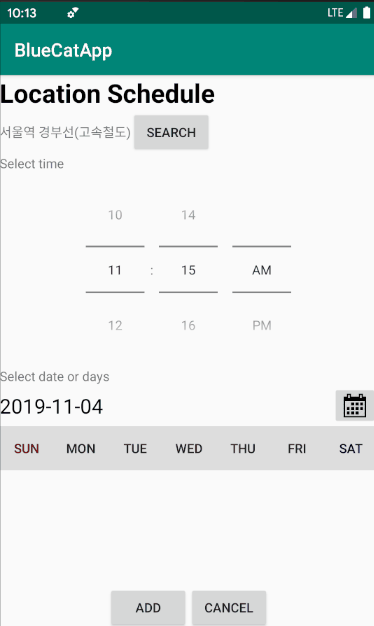 10:13 LTE
BlueCatApp
Location Schedule
서울역 경부선(고속철도) SEARCH
Select time
10 14
11 : 15 AM
12 16 PM
Select date or days
2019-11-04
SUN MON TUE WED THU FRI SAT
ADD CANCEL